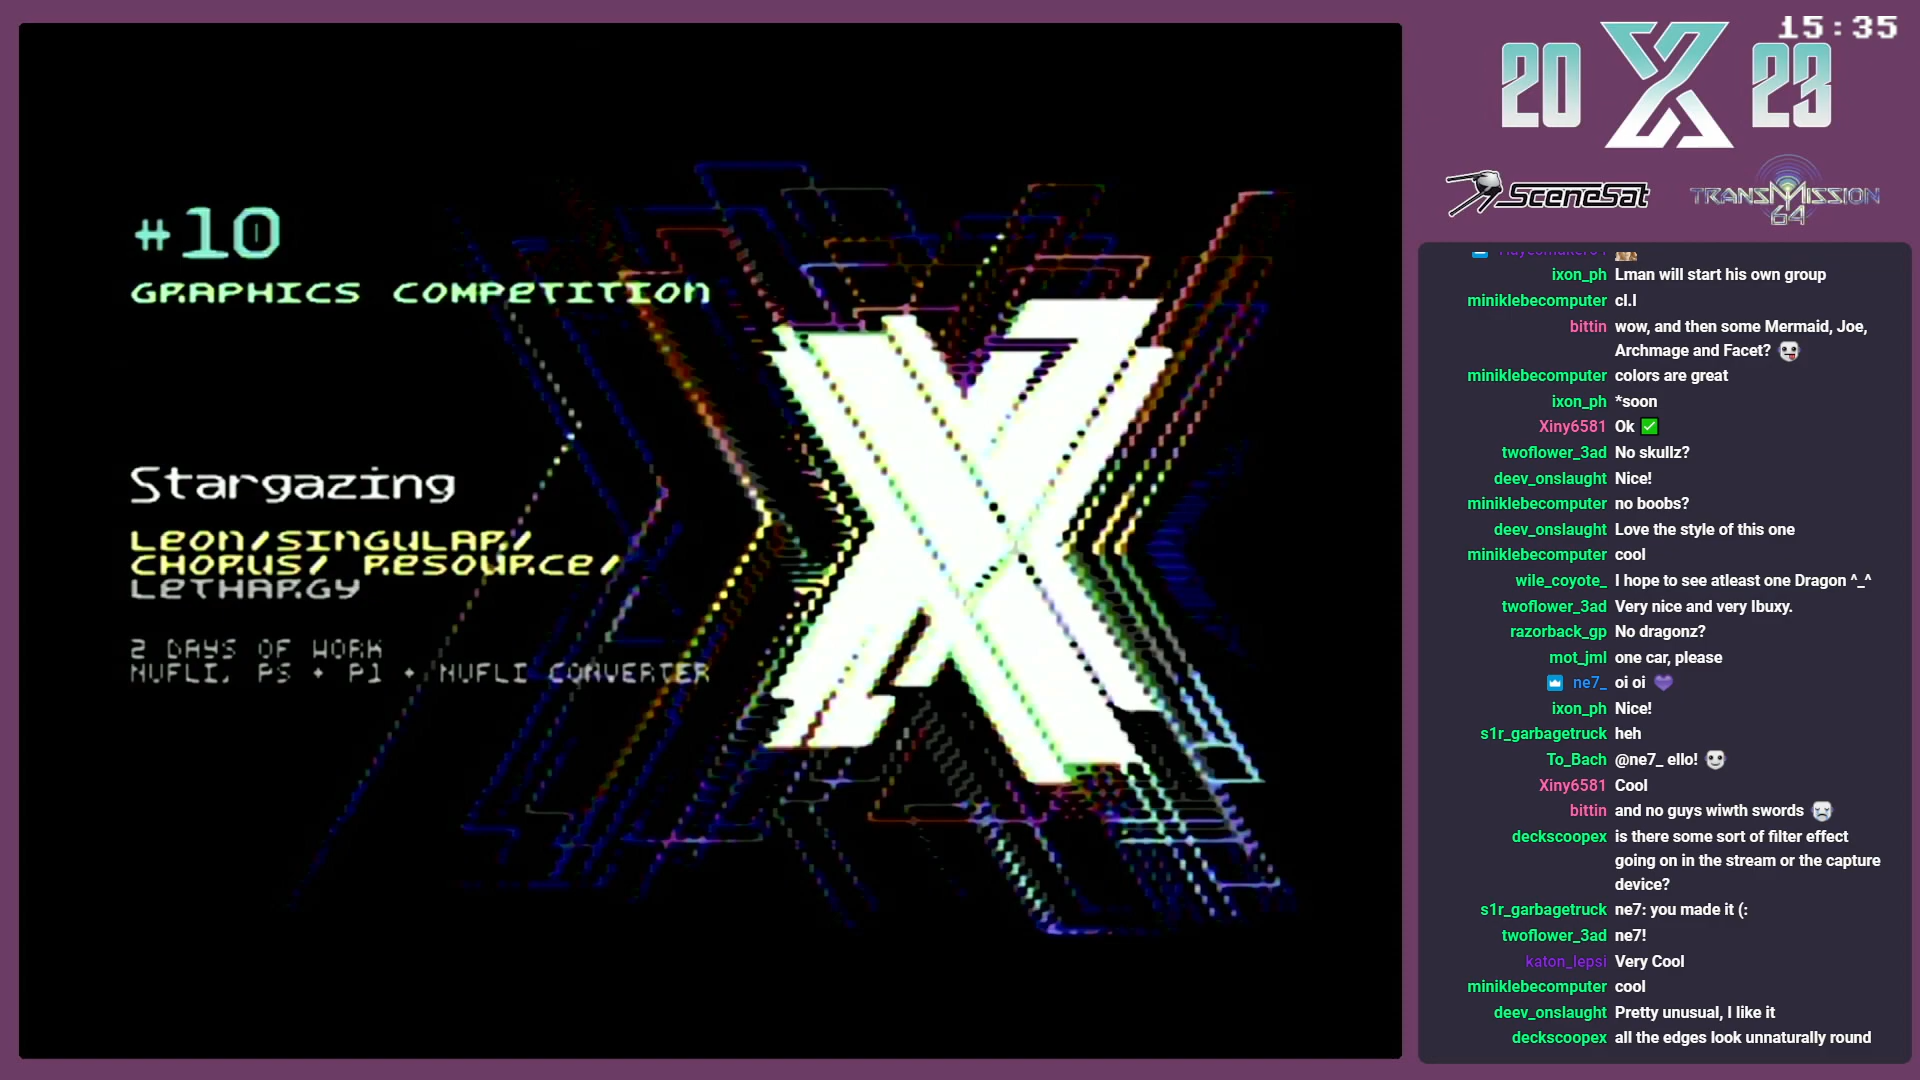 #10
GRAPHICS COMPETITION
Stargazing
LEON/SINGULAR/
CHORUS/ RESOURCE/
LETHARGY
2 DAYS OF WORK
NUFLI, PS + P1 + NUFLI CONVERTER
15:35
20 X 23
SceneSat
TRANSMISSION
64
ixon_ph Lman will start his own group
miniklebecomputer cl.l
bittin wow, and then some Mermaid, Joe,
Archmage and Facet?
miniklebecomputer colors are great
ixon_ph *soon
Xiny6581 Ok
twoflower_3ad No skullz?
deev_onslaught Nice!
miniklebecomputer no boobs?
deev_onslaught Love the style of this one
miniklebecomputer cool
wile_coyote_ I hope to see atleast one Dragon ^_^
twoflower_3ad Very nice and very Ibuxy.
razorback_gp No dragonz?
mot_jml one car, please
ne7_ oi oi
ixon_ph Nice!
s1r_garbagetruck heh
To_Bach @ne7_ ello!
Xiny6581 Cool
bittin and no guys wiwth swords
deckscoopex is there some sort of filter effect
going on in the stream or the capture
device?
s1r_garbagetruck ne7: you made it (:
twoflower_3ad ne7!
katon_lepsi Very Cool
miniklebecomputer cool
deev_onslaught Pretty unusual, I like it
deckscoopex all the edges look unnaturally round